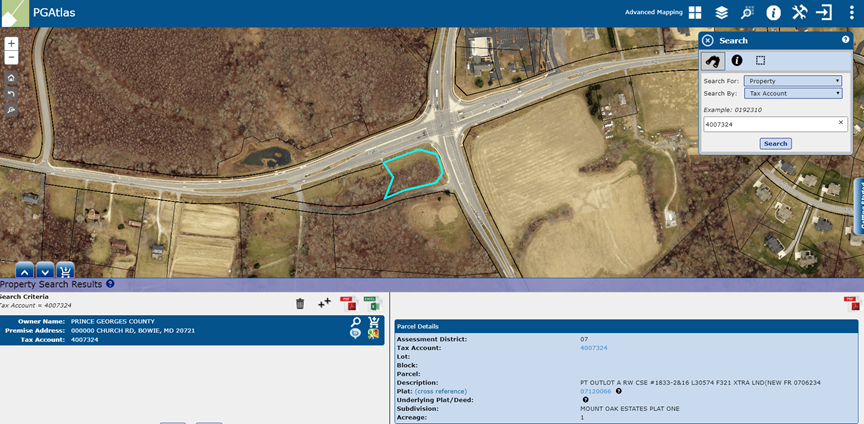 PGAtlas
Advanced Mapping
Search
Search For: Property
Search By: Tax Account
Example: 0192310
4007324
Search
Property Search Results
Search Criteria
Tax Account = 4007324
Owner Name: PRINCE GEORGES COUNTY
Premise Address: 000000 CHURCH RD, BOWIE, MD 20721
Tax Account: 4007324
Parcel Details
Assessment District: 07
Tax Account: 4007324
Lot:
Block:
Parcel:
Description: PT OUTLOT A RW CSE #1833-2&16 L30574 F321 XTRA LND(NEW FR 0706234
Plat: (cross reference) 07120066
Underlying Plat/Deed:
Subdivision: MOUNT OAK ESTATES PLAT ONE
Acreage: 1